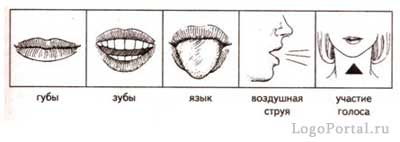 губы
зубы
язык
воздушная
струя
участие
голоса
LogoPortal.ru